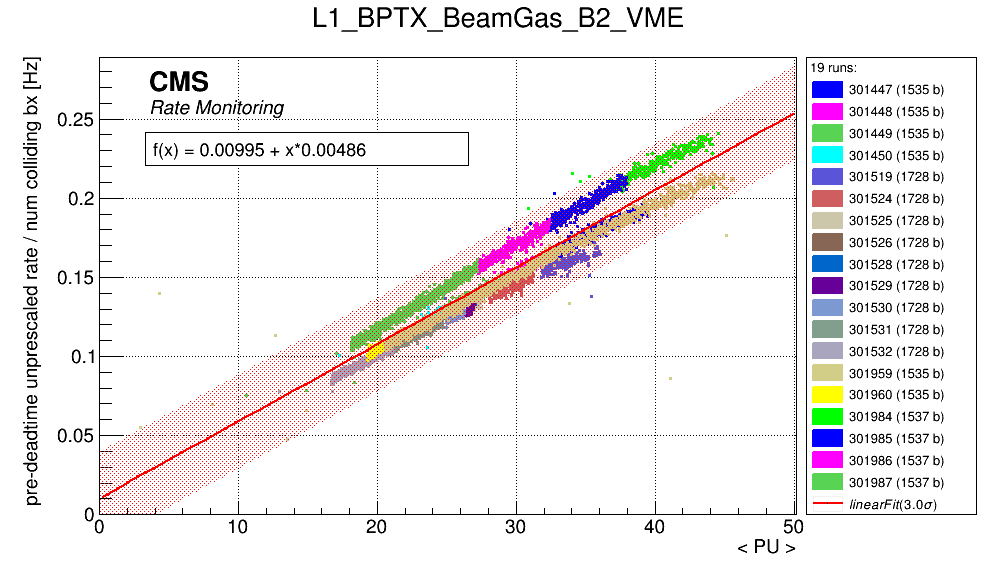 L1_BPTX_BeamGas_B2_VME
pre-deadtime unprescaled rate / num colliding bx [Hz]
CMS
Rate Monitoring
f(x) = 0.00995 + x*0.00486
0.25
0.2
0.15
0.1
0.05
0
0 10 20 30 40 50
< PU >
19 runs:
301447 (1535 b)
301448 (1535 b)
301449 (1535 b)
301450 (1535 b)
301519 (1728 b)
301524 (1728 b)
301525 (1728 b)
301526 (1728 b)
301528 (1728 b)
301529 (1728 b)
301530 (1728 b)
301531 (1728 b)
301532 (1728 b)
301959 (1535 b)
301960 (1535 b)
301984 (1537 b)
301985 (1537 b)
301986 (1537 b)
301987 (1537 b)
linearFit(3.0σ)